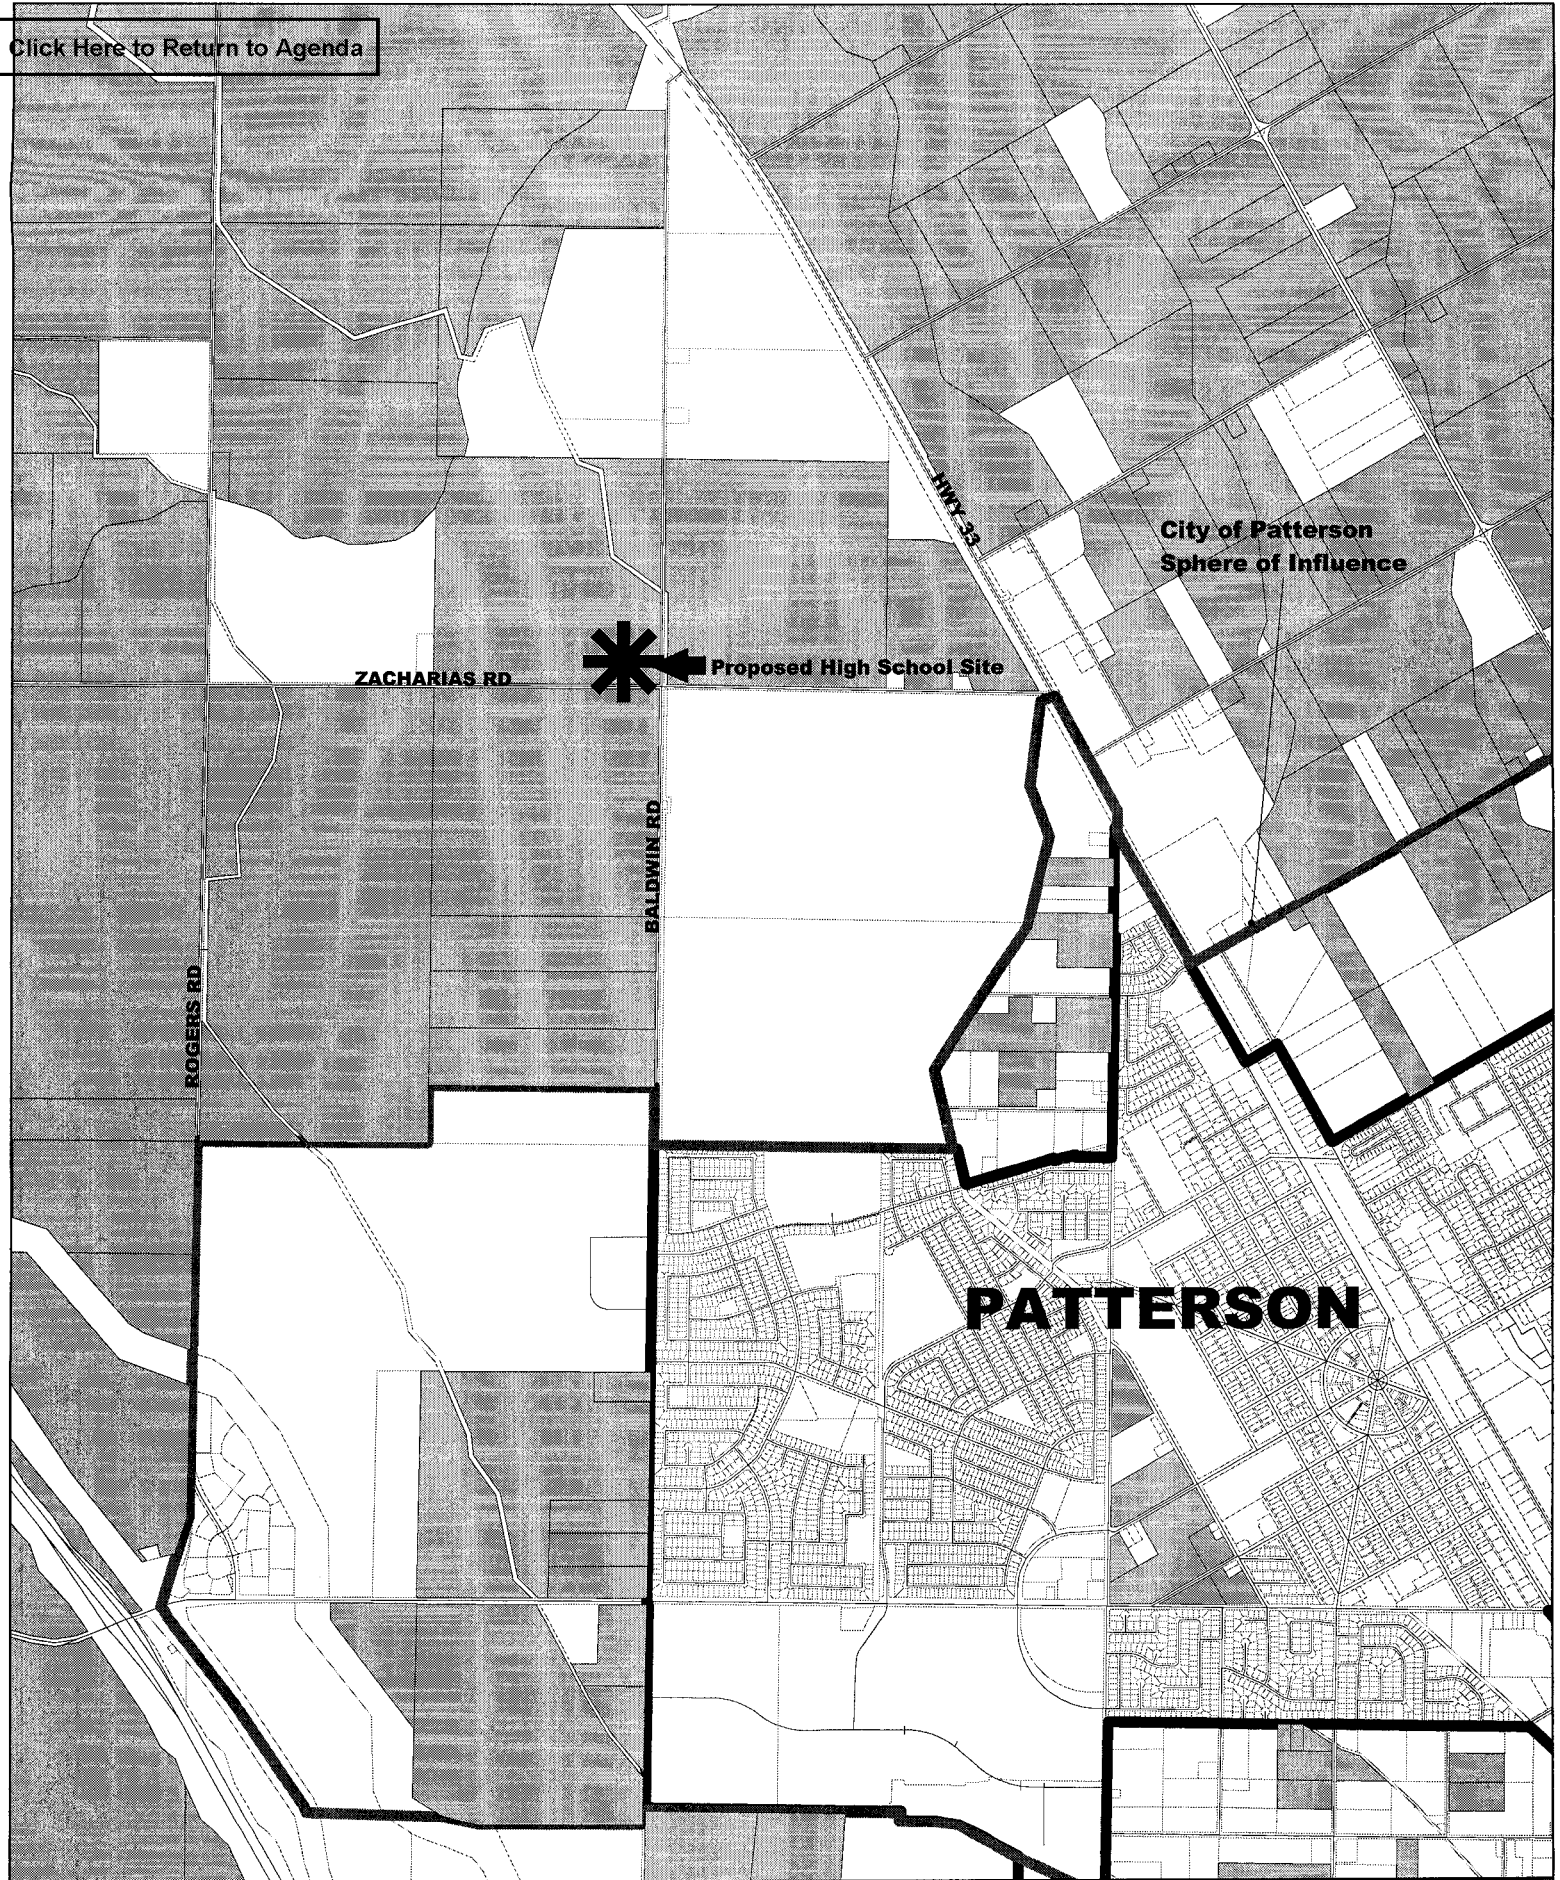 Click Here to Return to Agenda
HWY 33
City of Patterson
Sphere of Influence
Proposed High School Site
ZACHARIAS RD
BALDWIN RD
ROGERS RD
PATTERSON